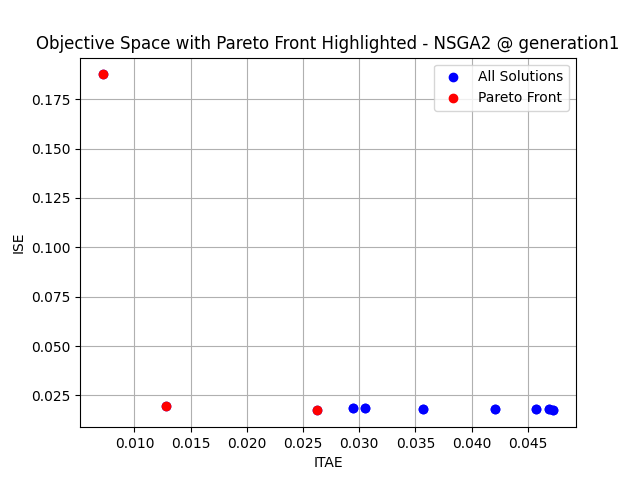 Objective Space with Pareto Front Highlighted - NSGA2 @ generation1
All Solutions
Pareto Front
0.175
0.150
0.125
0.100
0.075
0.050
0.025
ISE
0.010 0.015 0.020 0.025 0.030 0.035 0.040 0.045
ITAE